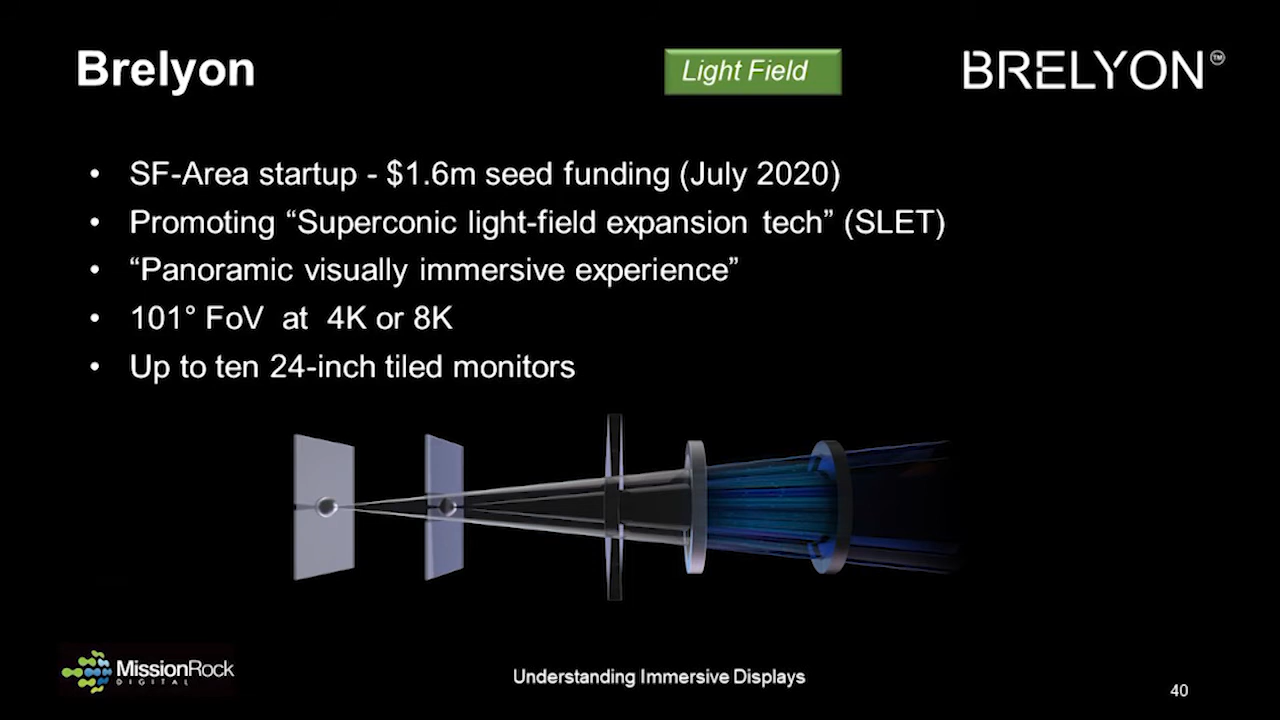 Brelyon
Light Field
BRELYON™
• SF-Area startup - $1.6m seed funding (July 2020)
• Promoting “Superconic light-field expansion tech” (SLET)
• “Panoramic visually immersive experience”
• 101° FoV at 4K or 8K
• Up to ten 24-inch tiled monitors
MissionRock
DIGITAL
Understanding Immersive Displays
40